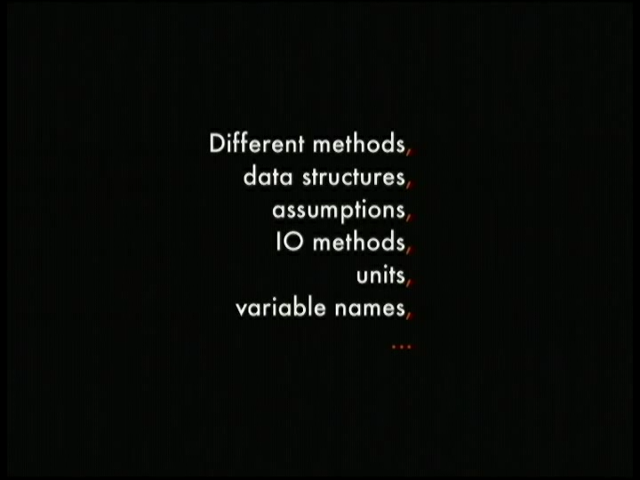 Different methods,
data structures,
assumptions,
IO methods,
units,
variable names,
...